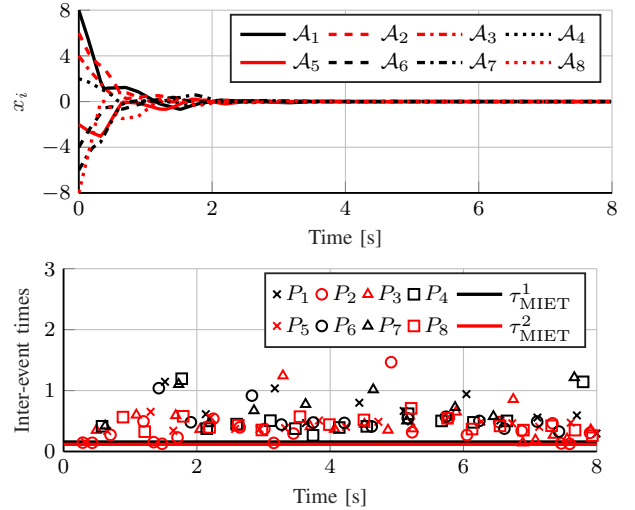 8
4
0
−4
−8
x_i
A1 A2 A3 A4
A5 A6 A7 A8
0 2 4 6 8
Time [s]
3
2
1
0
Inter-event times
P1 P2 P3 P4 τ^1_MIET
P5 P6 P7 P8 τ^2_MIET
0 2 4 6 8
Time [s]